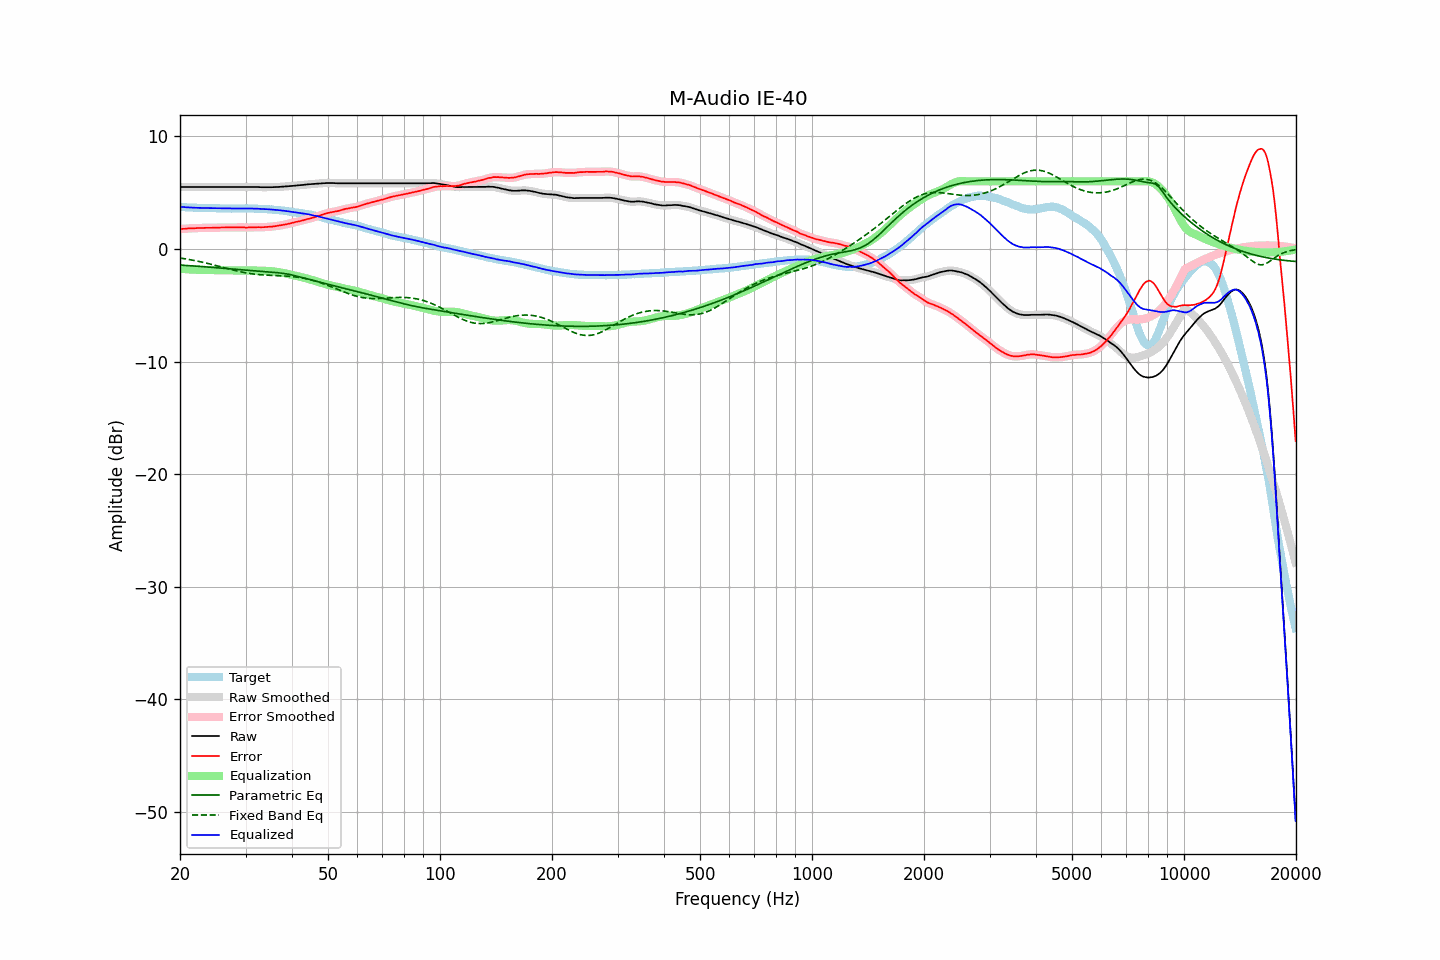 M-Audio IE-40
10
0
−10
−20
−30
−40
−50
Amplitude (dBr)
Target
Raw Smoothed
Error Smoothed
Raw
Error
Equalization
Parametric Eq
Fixed Band Eq
Equalized
20 50 100 200 500 1000 2000 5000 10000 20000
Frequency (Hz)